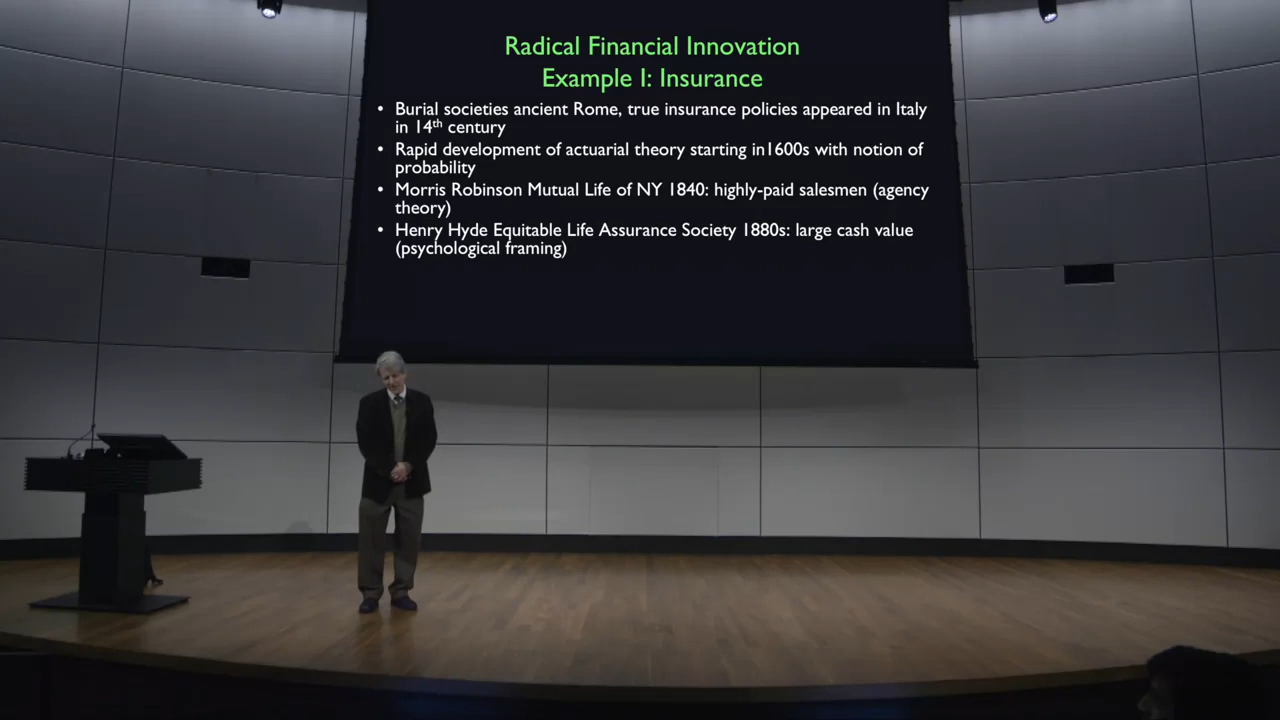 Radical Financial Innovation
Example I: Insurance
• Burial societies ancient Rome, true insurance policies appeared in Italy
in 14th century
• Rapid development of actuarial theory starting in1600s with notion of
probability
• Morris Robinson Mutual Life of NY 1840: highly-paid salesmen (agency
theory)
• Henry Hyde Equitable Life Assurance Society 1880s: large cash value
(psychological framing)